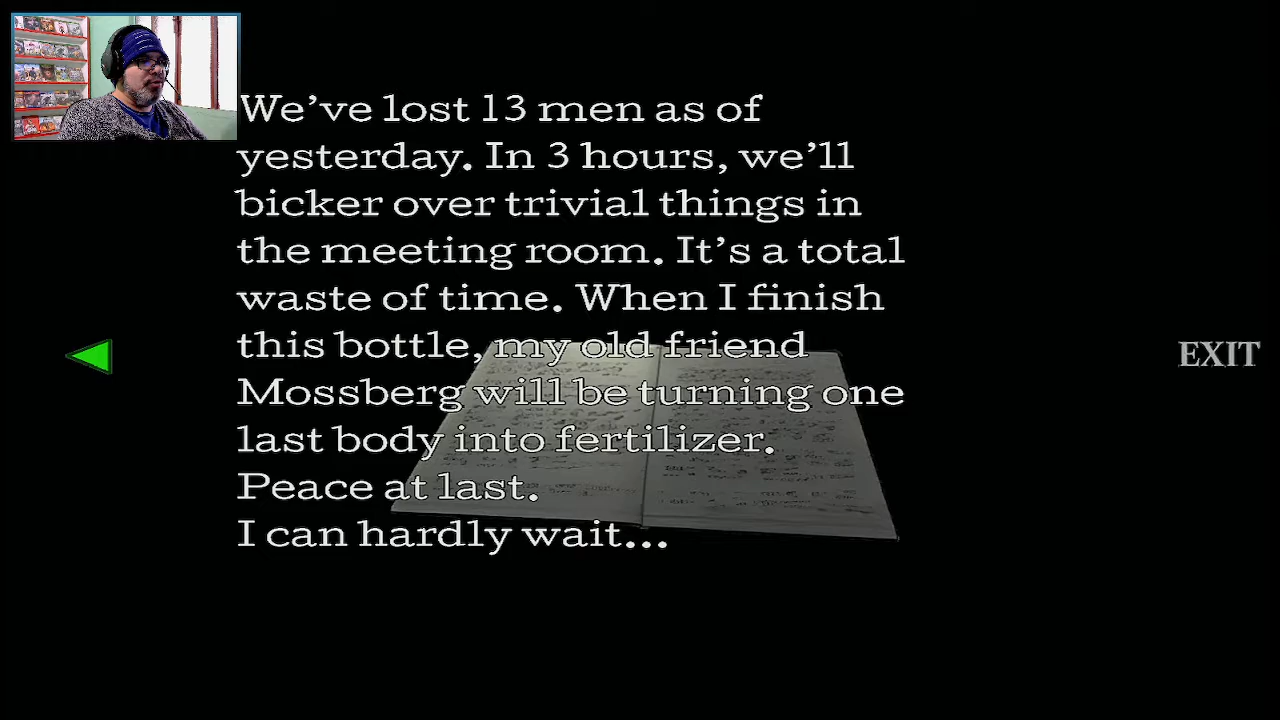 We've lost 13 men as of
yesterday. In 3 hours, we'll
bicker over trivial things in
the meeting room. It's a total
waste of time. When I finish
this bottle, my old friend
Mossberg will be turning one
last body into fertilizer.
Peace at last.
I can hardly wait...
EXIT